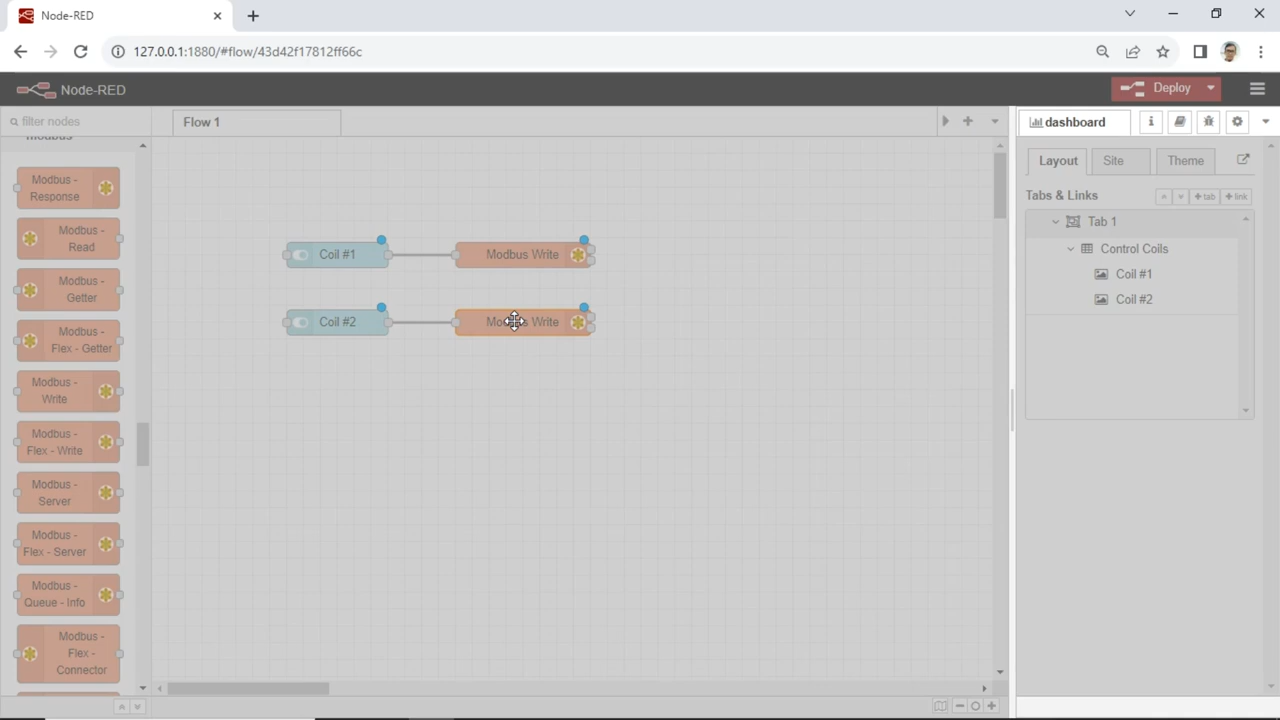 Node-RED
127.0.0.1:1880/#flow/43d42f17812ff66c
Node-RED
Deploy
filter nodes
modbus
Modbus -
Response
Modbus -
Read
Modbus -
Getter
Modbus -
Flex - Getter
Modbus -
Write
Modbus -
Flex - Write
Modbus -
Server
Modbus -
Flex - Server
Modbus -
Queue - Info
Modbus -
Flex -
Connector
Flow 1
Coil #1
Modbus Write
Coil #2
Modbus Write
dashboard
Layout
Site
Theme
Tabs & Links
+tab
+link
Tab 1
Control Coils
Coil #1
Coil #2